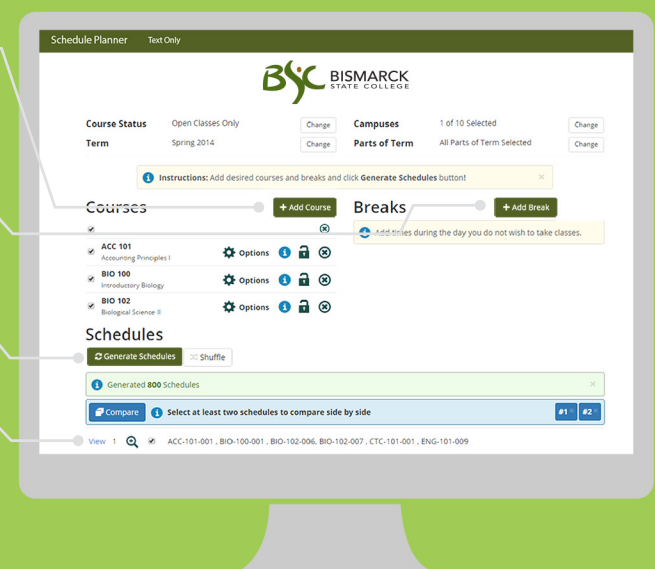 Schedule Planner Text Only
BSC BISMARCK
STATE COLLEGE
Course Status Open Classes Only Change Campuses 1 of 10 Selected Change
Term Spring 2014 Change Parts of Term All Parts of Term Selected Change
Instructions: Add desired courses and breaks and click Generate Schedules button!
Courses + Add Course Breaks + Add Break
Add times during the day you do not wish to take classes.
ACC 101
Accounting Principles I
Options
BIO 100
Introductory Biology
Options
BIO 102
Biological Science II
Options
Schedules
Generate Schedules Shuffle
Generated 800 Schedules
Compare Select at least two schedules to compare side by side #1 #2
View 1 ACC-101-001 , BIO-100-001 , BIO-102-006, BIO-102-007 , CTC-101-001 , ENG-101-009